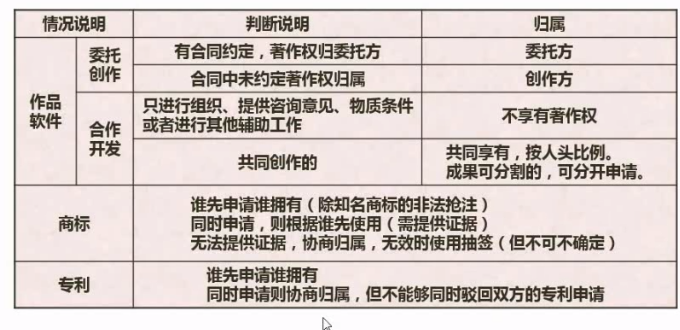 情况说明 判断说明 归属
作品
软件
委托
创作
有合同约定，著作权归委托方 委托方
合同中未约定著作权归属 创作方
合作
开发
只进行组织、提供咨询意见、物质条件
或者进行其他辅助工作
不享有著作权
共同创作的
共同享有，按人头比例。
成果可分割的，可分开申请。
商标
谁先申请谁拥有（除知名商标的非法抢注）
同时申请，则根据谁先使用（需提供证据）
无法提供证据，协商归属，无效时使用抽签（但不可不确定）
专利
谁先申请谁拥有
同时申请则协商归属，但不能够同时驳回双方的专利申请